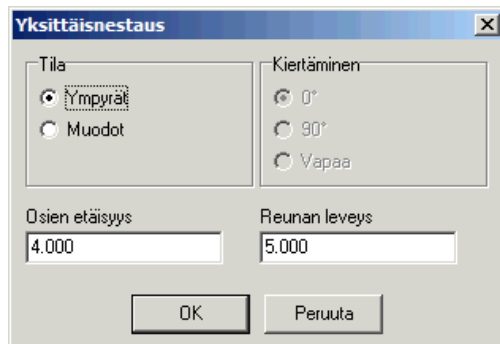 Yksittäisnestaus
Tila
Ympyrät
Muodot
Kiertäminen
0°
90°
Vapaa
Osien etäisyys
4.000
Reunan leveys
5.000
OK
Peruuta